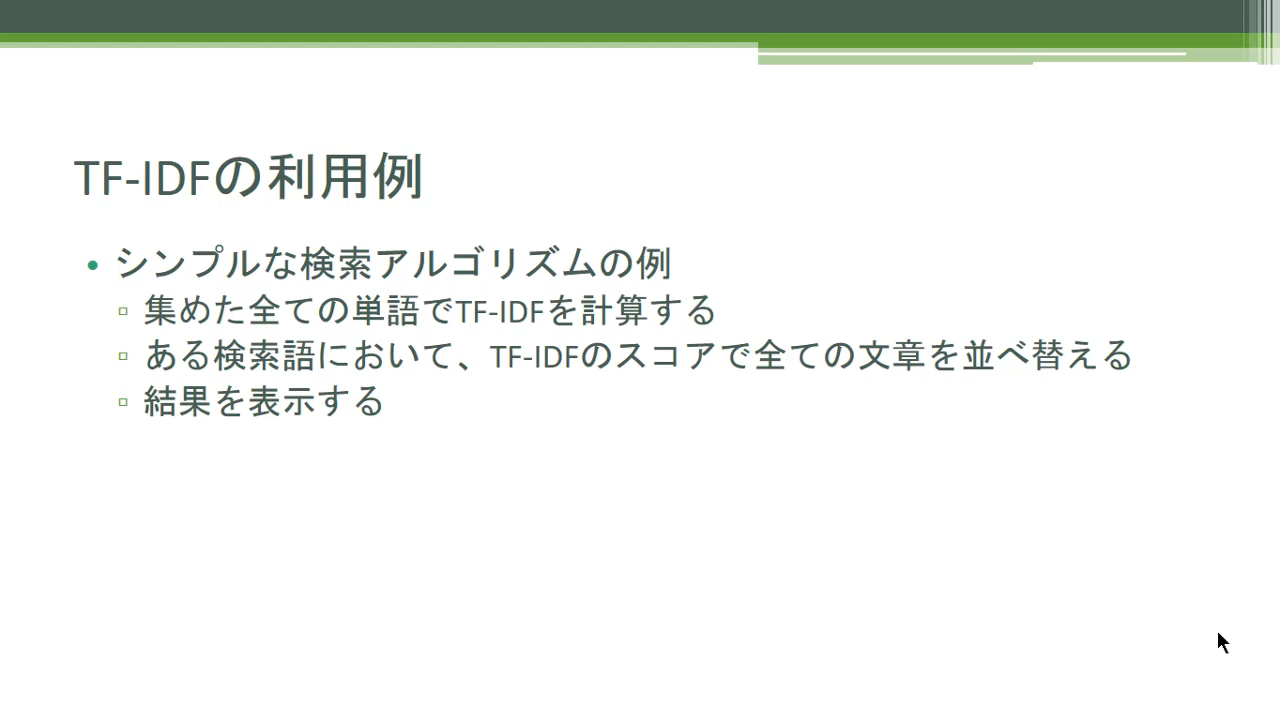 TF-IDFの利用例
• シンプルな検索アルゴリズムの例
▫ 集めた全ての単語でTF-IDFを計算する
▫ ある検索語において、TF-IDFのスコアで全ての文章を並べ替える
▫ 結果を表示する